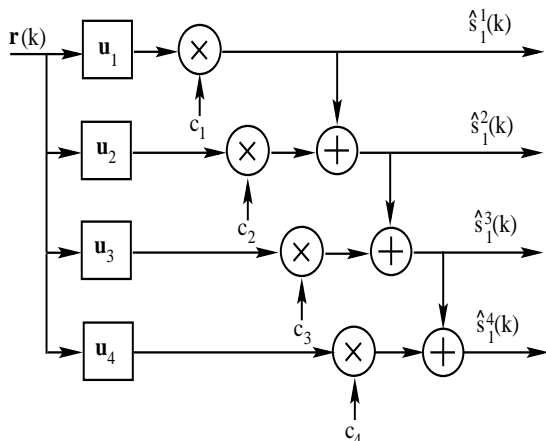 r(k)
u₁
c₁
ŝ₁¹(k)
u₂
c₂
ŝ₁²(k)
u₃
c₃
ŝ₁³(k)
u₄
c₄
ŝ₁⁴(k)